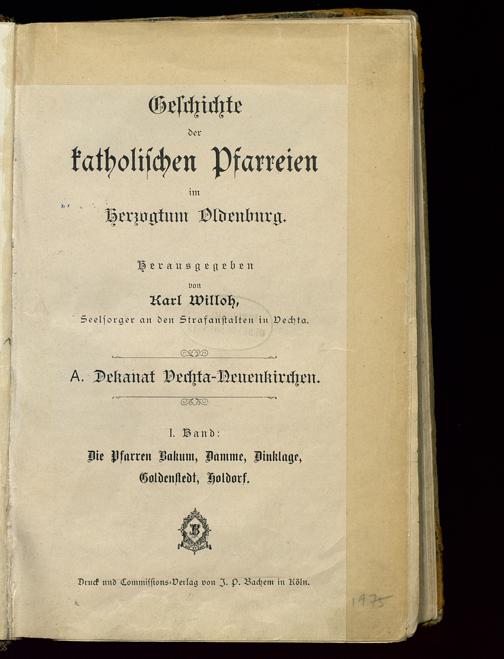 Geschichte
der
katholischen Pfarreien
im
Herzogtum Oldenburg.
Herausgegeben
von
Karl Willoh,
Seelsorger an den Strafanstalten in Vechta.
A. Dekanat Vechta-Neuenkirchen.
I. Band:
Die Pfarren Bakum, Damme, Dinklage,
Goldenstedt, Holdorf.
B
Druck und Commissions-Verlag von J. P. Bachem in Köln.
1975